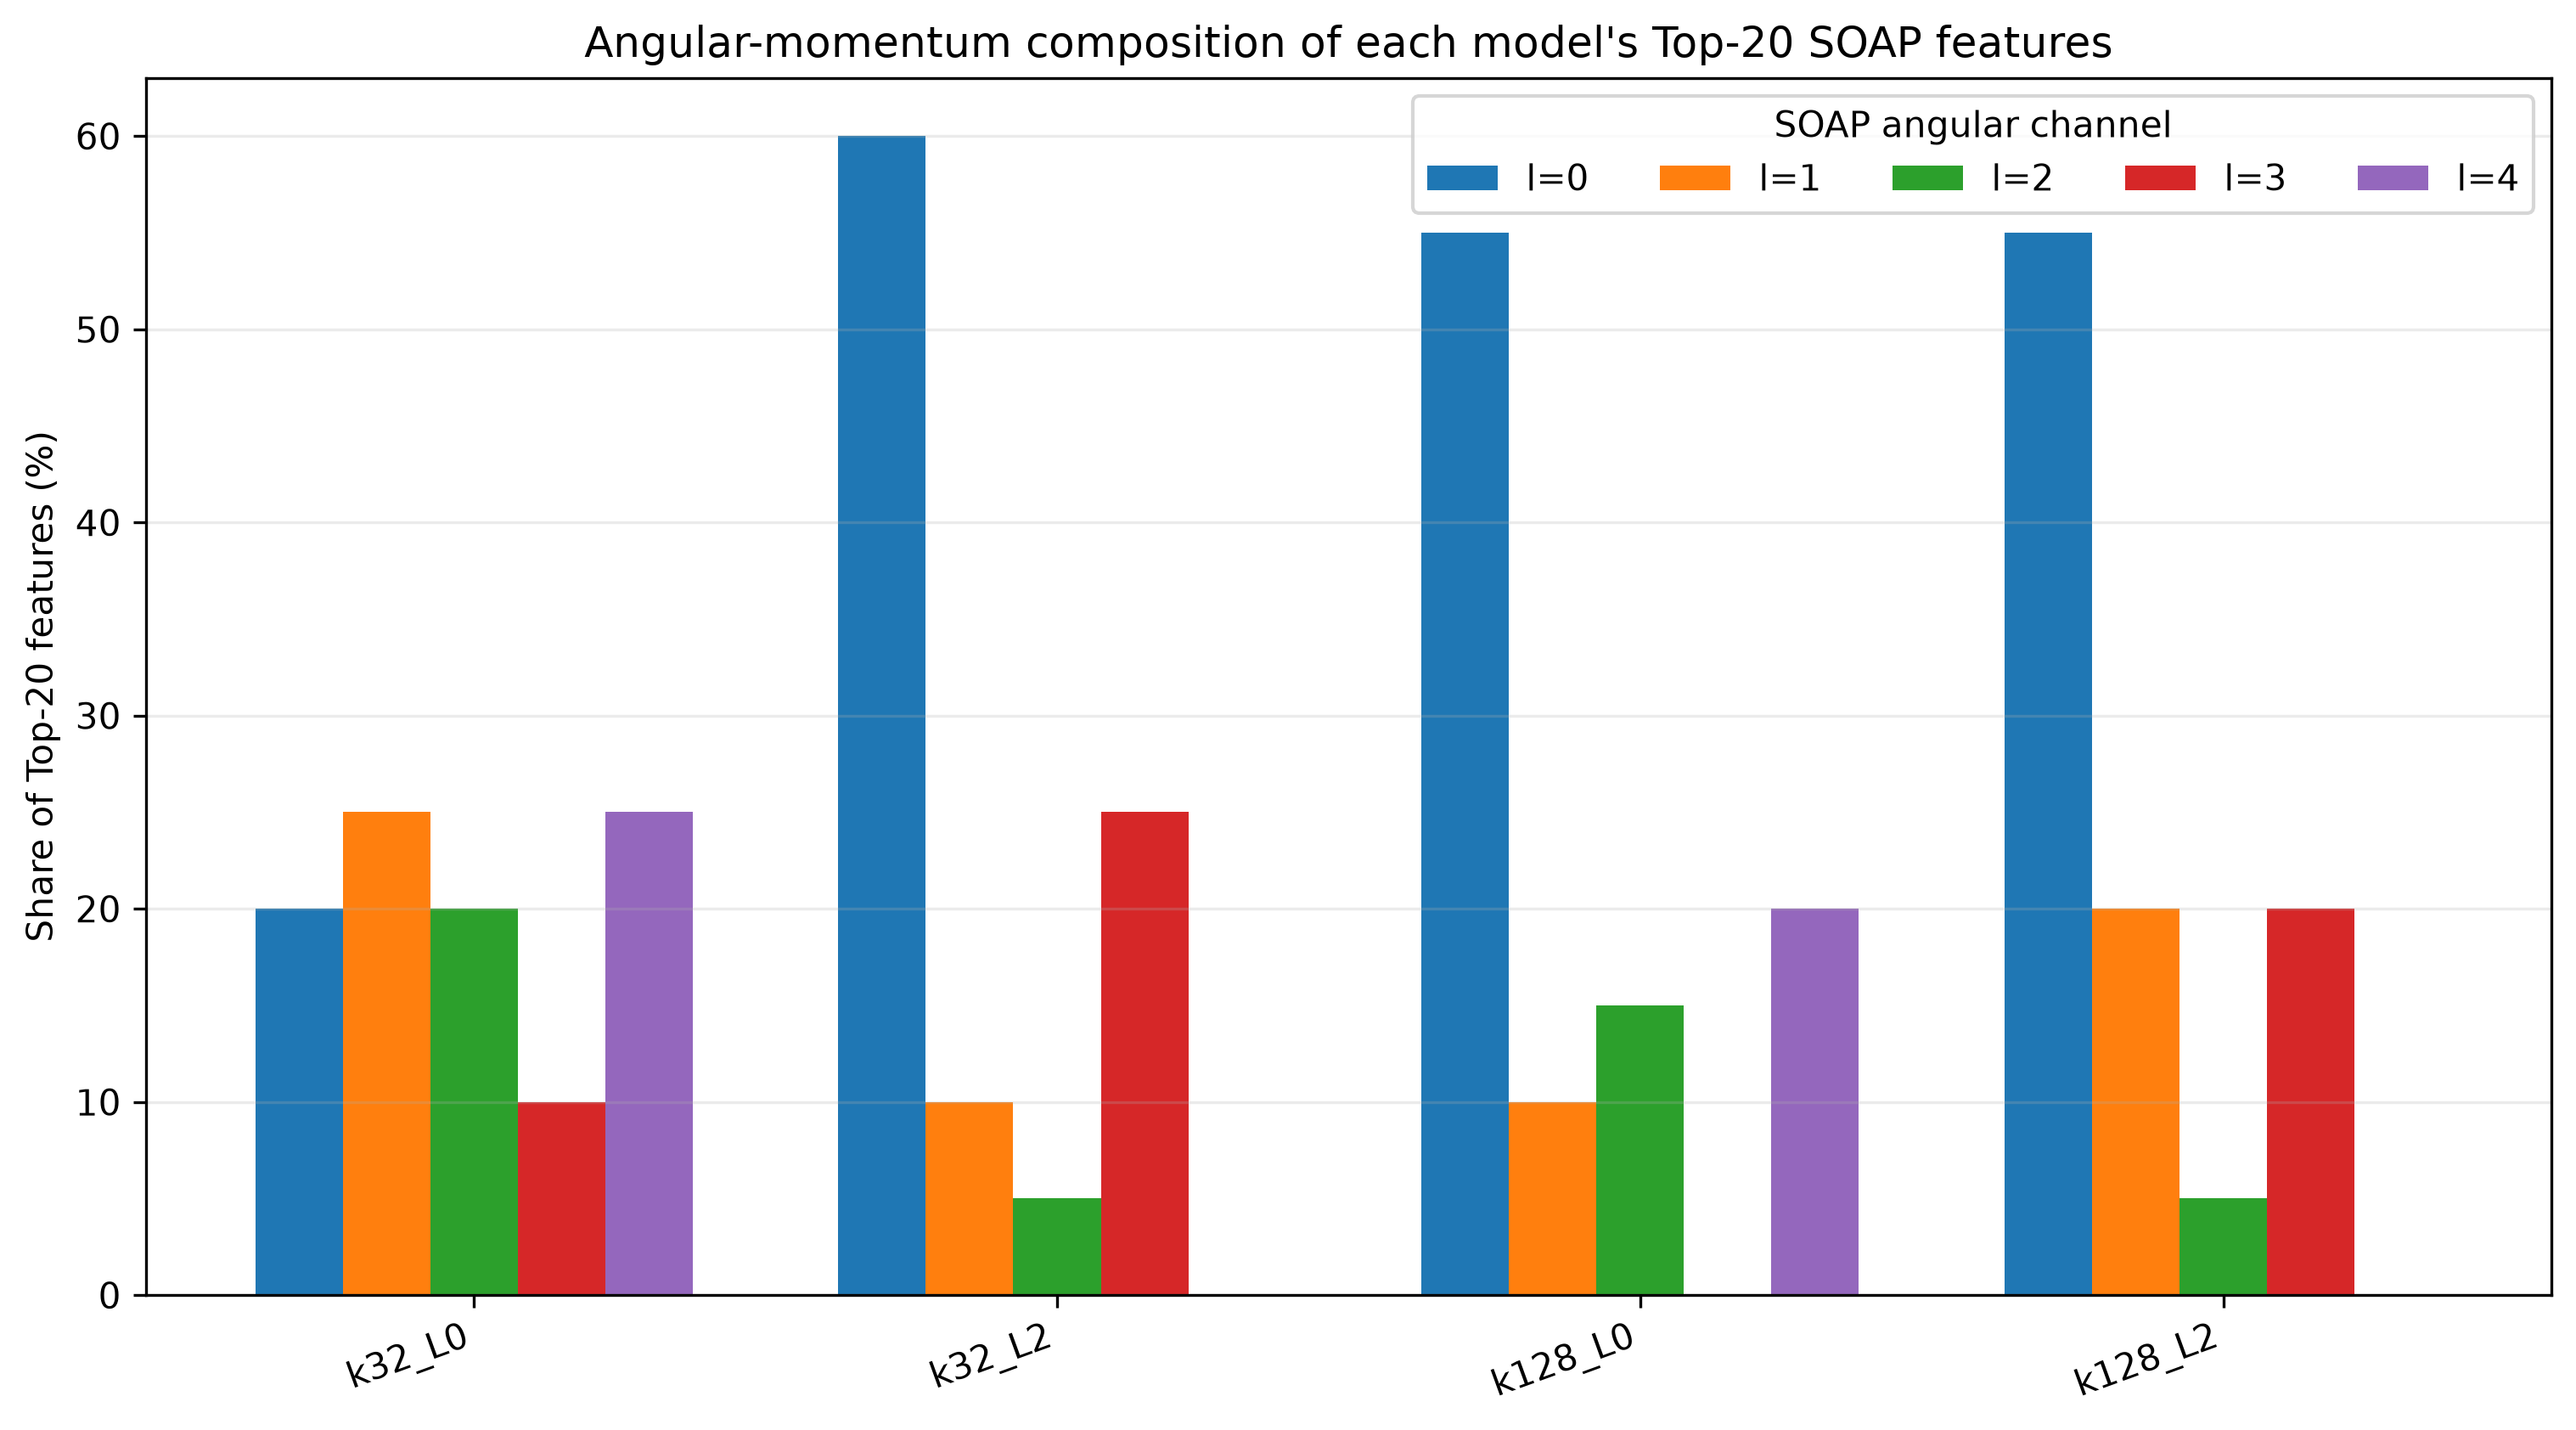 Angular-momentum composition of each model's Top-20 SOAP features
SOAP angular channel
l=0 l=1 l=2 l=3 l=4
Share of Top-20 features (%)
60
50
40
30
20
10
0
k32_L0 k32_L2 k128_L0 k128_L2